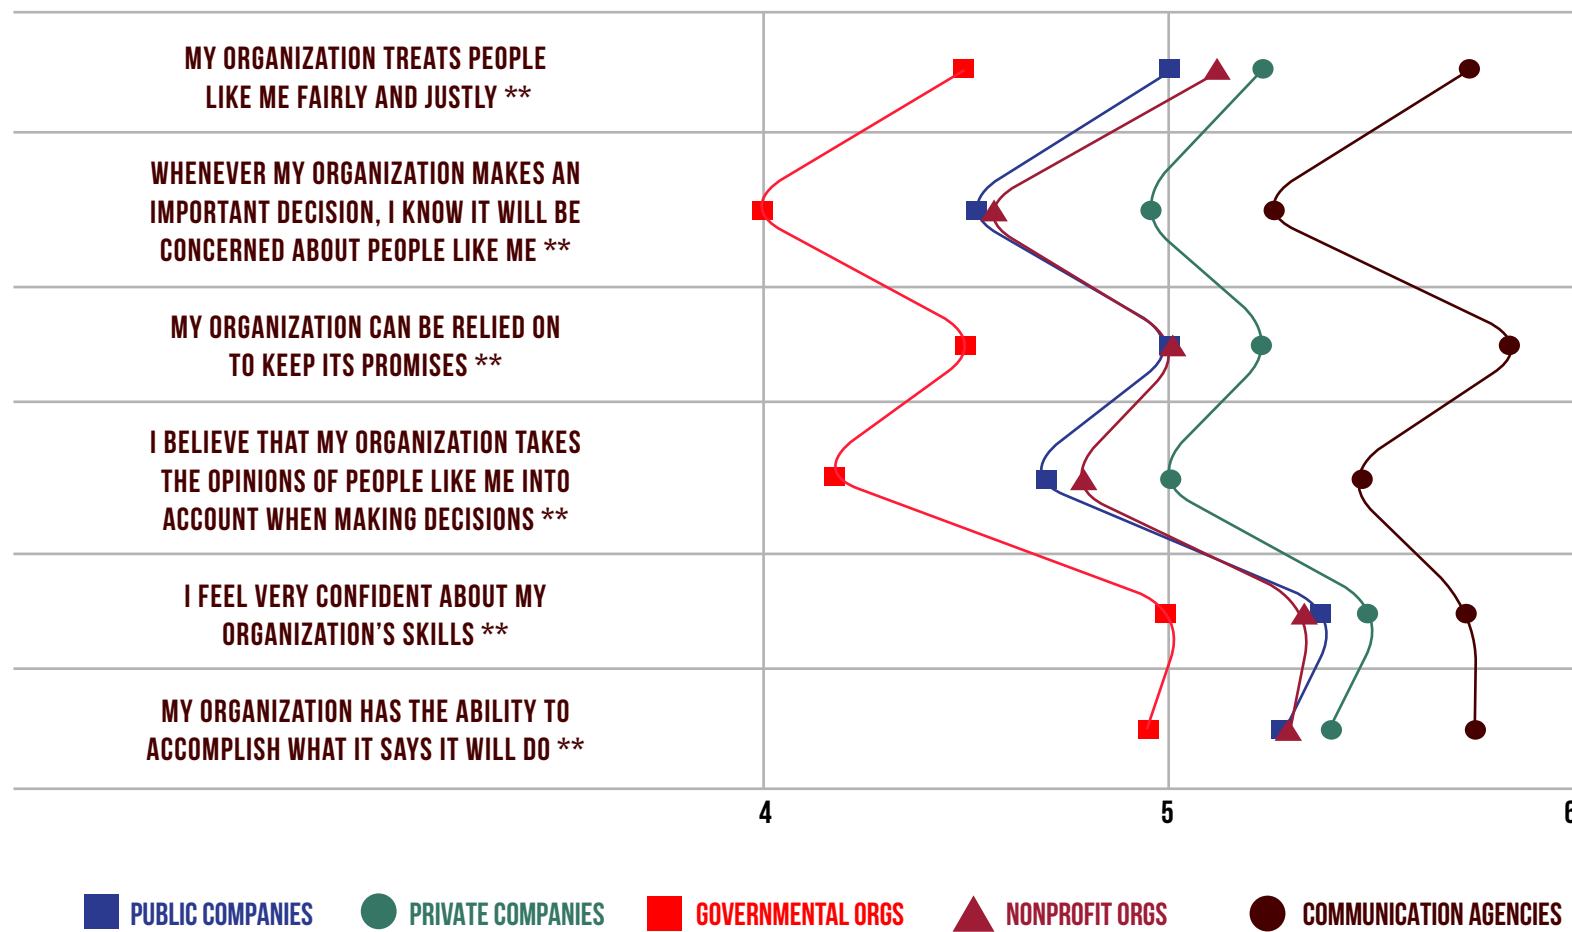 MY ORGANIZATION TREATS PEOPLE
LIKE ME FAIRLY AND JUSTLY **
WHENEVER MY ORGANIZATION MAKES AN
IMPORTANT DECISION, I KNOW IT WILL BE
CONCERNED ABOUT PEOPLE LIKE ME **
MY ORGANIZATION CAN BE RELIED ON
TO KEEP ITS PROMISES **
I BELIEVE THAT MY ORGANIZATION TAKES
THE OPINIONS OF PEOPLE LIKE ME INTO
ACCOUNT WHEN MAKING DECISIONS **
I FEEL VERY CONFIDENT ABOUT MY
ORGANIZATION’S SKILLS **
MY ORGANIZATION HAS THE ABILITY TO
ACCOMPLISH WHAT IT SAYS IT WILL DO **
4 5 6
PUBLIC COMPANIES PRIVATE COMPANIES GOVERNMENTAL ORGS NONPROFIT ORGS COMMUNICATION AGENCIES